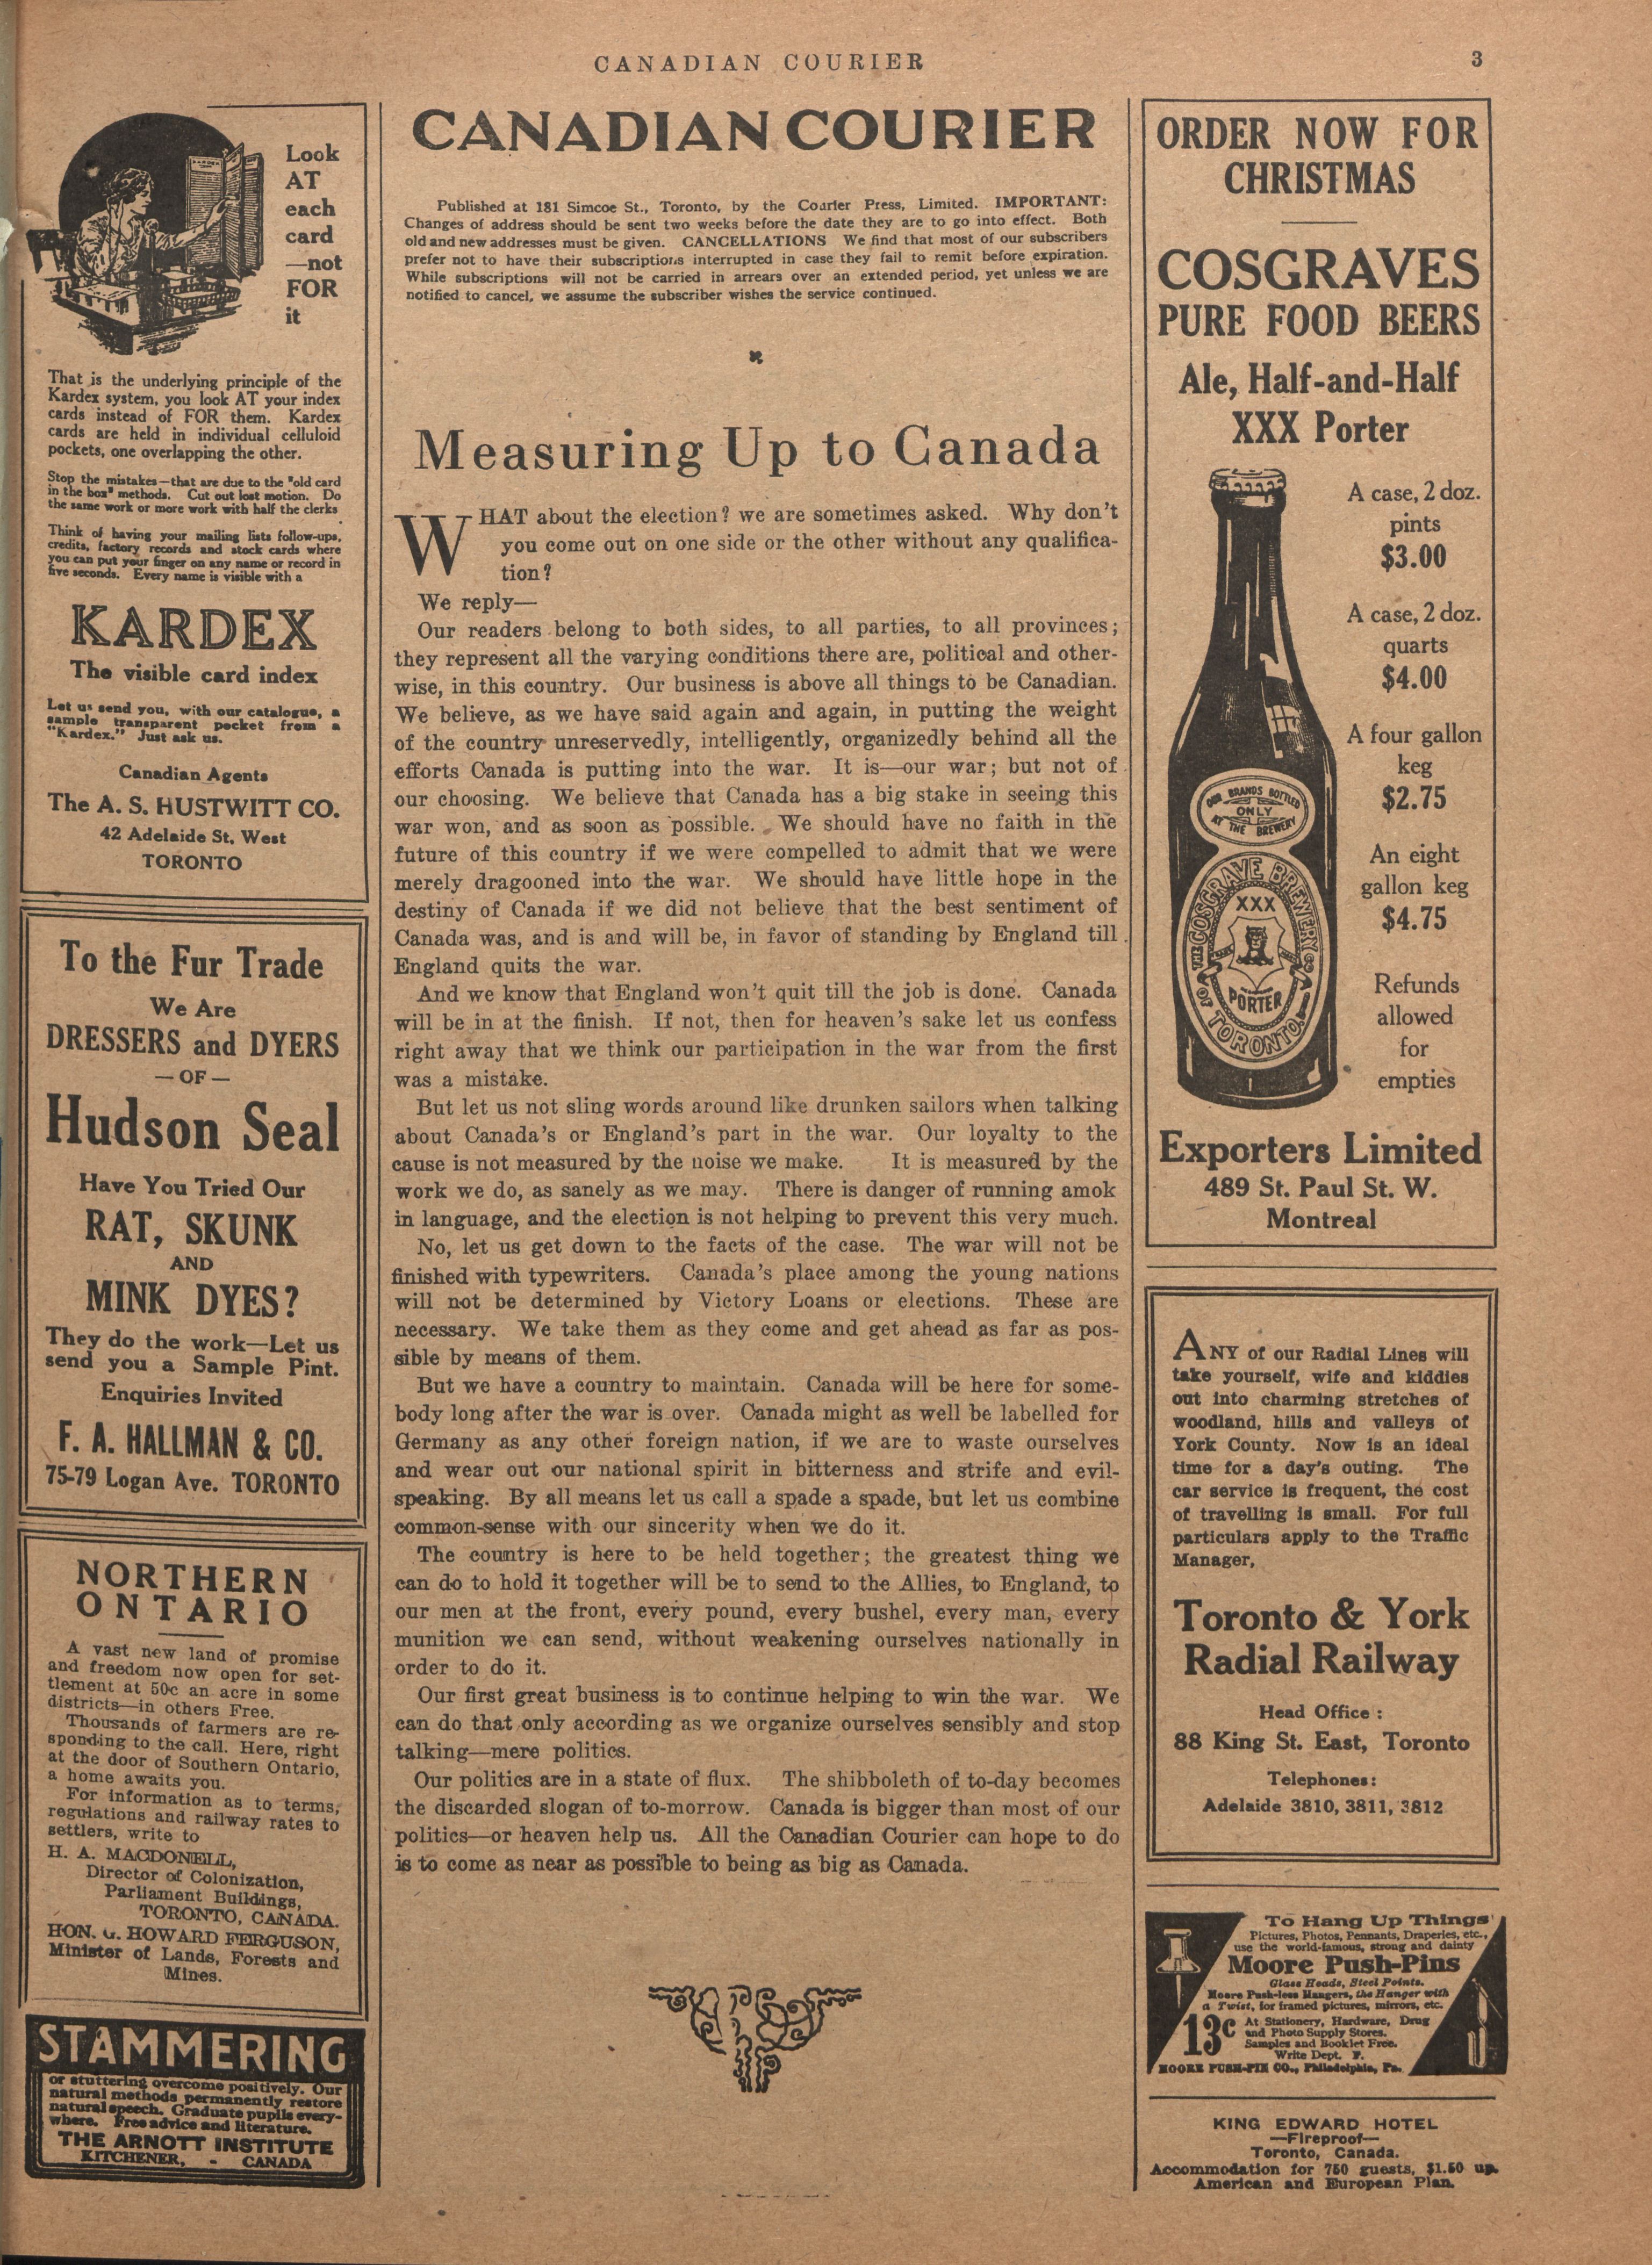 CANADIAN COURIER
3
Look
AT
each
card
—not
FOR
it
That is the underlying principle of the
Kardex system, you look AT your index
cards instead of FOR them. Kardex
cards are held in individual celluloid
pockets, one overlapping the other.
Stop the mistakes—that are due to the "old card
in the box" methods. Cut out lost motion. Do
the same work or more work with half the clerks
Think of having your mailing lists follow-ups,
credits, factory records and stock cards where
you can put your finger on any name or record in
five seconds. Every name is visible with a
KARDEX
The visible card index
Let us send you, with our catalogue, a
sample transparent pocket from a
"Kardex." Just ask us.
Canadian Agents
The A. S. HUSTWITT CO.
42 Adelaide St. West
TORONTO
To the Fur Trade
We Are
DRESSERS and DYERS
—OF—
Hudson Seal
Have You Tried Our
RAT, SKUNK
AND
MINK DYES?
They do the work—Let us
send you a Sample Pint.
Enquiries Invited
F. A. HALLMAN & CO.
75-79 Logan Ave. TORONTO
NORTHERN
ONTARIO
A vast new land of promise
and freedom now open for set-
tlement at 50c an acre in some
districts—in others Free.
Thousands of farmers are re-
sponding to the call. Here, right
at the door of Southern Ontario,
a home awaits you.
For information as to terms,
regulations and railway rates to
settlers, write to
H. A. MACDONELL,
Director of Colonization,
Parliament Buildings,
TORONTO, CANADA.
HON. G. HOWARD FERGUSON,
Minister of Lands, Forests and
Mines.
STAMMERING
or stuttering overcome positively. Our
natural methods permanently restore
natural speech. Graduate pupils every-
where. Free advice and literature.
THE ARNOTT INSTITUTE
KITCHENER, - CANADA
CANADIAN COURIER
Published at 181 Simcoe St., Toronto, by the Courier Press, Limited. IMPORTANT:
Changes of address should be sent two weeks before the date they are to go into effect. Both
old and new addresses must be given. CANCELLATIONS We find that most of our subscribers
prefer not to have their subscriptions interrupted in case they fail to remit before expiration.
While subscriptions will not be carried in arrears over an extended period, yet unless we are
notified to cancel, we assume the subscriber wishes the service continued.
Measuring Up to Canada
WHAT about the election? we are sometimes asked. Why don't
you come out on one side or the other without any qualifica-
tion?
We reply—
Our readers belong to both sides, to all parties, to all provinces;
they represent all the varying conditions there are, political and other-
wise, in this country. Our business is above all things to be Canadian.
We believe, as we have said again and again, in putting the weight
of the country unreservedly, intelligently, organizedly behind all the
efforts Canada is putting into the war. It is—our war; but not of
our choosing. We believe that Canada has a big stake in seeing this
war won, and as soon as possible. We should have no faith in the
future of this country if we were compelled to admit that we were
merely dragooned into the war. We should have little hope in the
destiny of Canada if we did not believe that the best sentiment of
Canada was, and is and will be, in favor of standing by England till
England quits the war.
And we know that England won't quit till the job is done. Canada
will be in at the finish. If not, then for heaven's sake let us confess
right away that we think our participation in the war from the first
was a mistake.
But let us not sling words around like drunken sailors when talking
about Canada's or England's part in the war. Our loyalty to the
cause is not measured by the noise we make. It is measured by the
work we do, as sanely as we may. There is danger of running amok
in language, and the election is not helping to prevent this very much.
No, let us get down to the facts of the case. The war will not be
finished with typewriters. Canada's place among the young nations
will not be determined by Victory Loans or elections. These are
necessary. We take them as they come and get ahead as far as pos-
sible by means of them.
But we have a country to maintain. Canada will be here for some-
body long after the war is over. Canada might as well be labelled for
Germany as any other foreign nation, if we are to waste ourselves
and wear out our national spirit in bitterness and strife and evil-
speaking. By all means let us call a spade a spade, but let us combine
common-sense with our sincerity when we do it.
The country is here to be held together; the greatest thing we
can do to hold it together will be to send to the Allies, to England, to
our men at the front, every pound, every bushel, every man, every
munition we can send, without weakening ourselves nationally in
order to do it.
Our first great business is to continue helping to win the war. We
can do that only according as we organize ourselves sensibly and stop
talking—mere politics.
Our politics are in a state of flux. The shibboleth of to-day becomes
the discarded slogan of to-morrow. Canada is bigger than most of our
politics—or heaven help us. All the Canadian Courier can hope to do
is to come as near as possible to being as big as Canada.
ORDER NOW FOR
CHRISTMAS
COSGRAVES
PURE FOOD BEERS
Ale, Half-and-Half
XXX Porter
A case, 2 doz.
pints
$3.00
A case, 2 doz.
quarts
$4.00
A four gallon
keg
$2.75
An eight
gallon keg
$4.75
Refunds
allowed
for
empties
OUR BRANDS BOTTLED
ONLY
AT THE BREWERY
THE COSGRAVE BREWERY CO
XXX
PORTER
OF TORONTO
Exporters Limited
489 St. Paul St. W.
Montreal
ANY of our Radial Lines will
take yourself, wife and kiddies
out into charming stretches of
woodland, hills and valleys of
York County. Now is an ideal
time for a day's outing. The
car service is frequent, the cost
of travelling is small. For full
particulars apply to the Traffic
Manager,
Toronto & York
Radial Railway
Head Office :
88 King St. East, Toronto
Telephones:
Adelaide 3810, 3811, 3812
To Hang Up Things
Pictures, Photos, Pennants, Draperies, etc.,
use the world-famous, strong and dainty
Moore Push-Pins
Glass Heads, Steel Points.
Moore Push-less Hangers, the Hanger with
a Twist, for framed pictures, mirrors, etc.
13c At Stationery, Hardware, Drug
and Photo Supply Stores.
Samples and Booklet Free.
Write Dept. F.
MOORE PUSH-PIN CO., Philadelphia, Pa.
KING EDWARD HOTEL
—Fireproof—
Toronto, Canada.
Accommodation for 750 guests, $1.50 up.
American and European Plan.